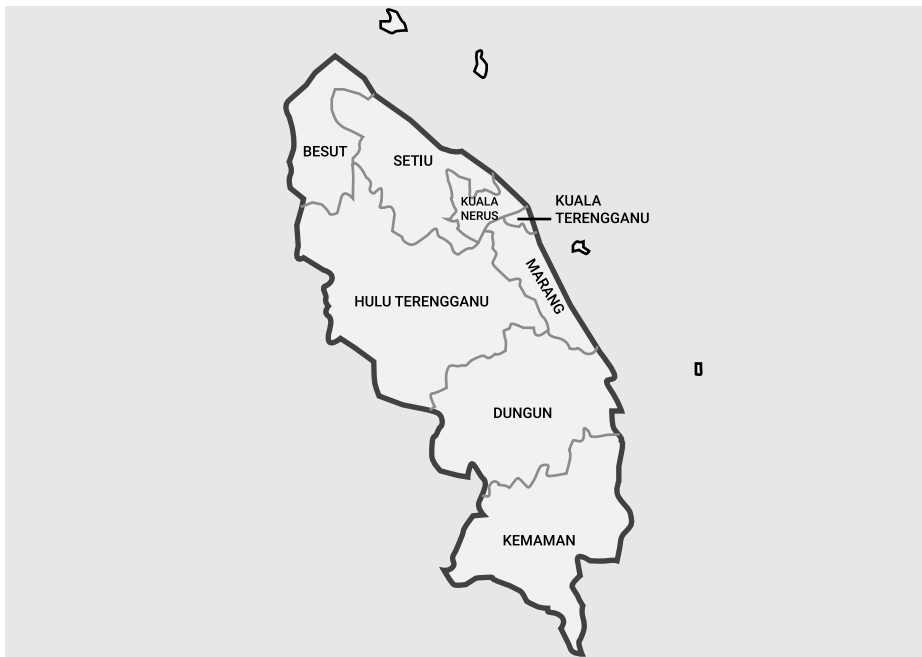 BESUT
SETIU
KUALA
NERUS
KUALA
TERENGGANU
MARANG
HULU TERENGGANU
DUNGUN
KEMAMAN